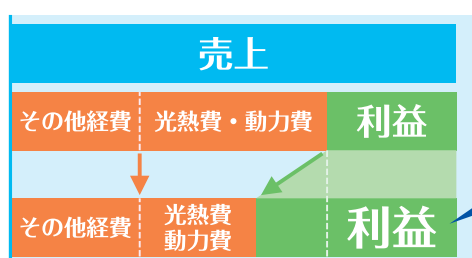 売上
その他経費
光熱費・動力費
利益
その他経費
光熱費
動力費
利益